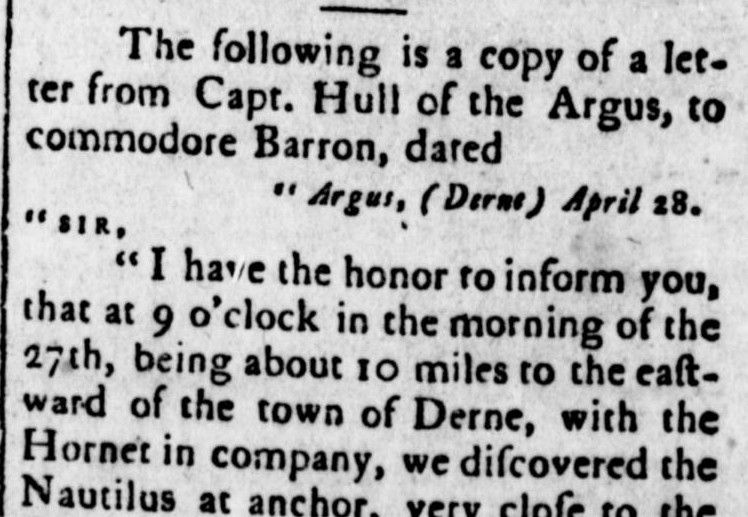 The following is a copy of a let-
ter from Capt. Hull of the Argus, to
commodore Barron, dated
"Argus, (Derne) April 28.
"SIR,
"I have the honor to inform you,
that at 9 o'clock in the morning of the
27th, being about 10 miles to the eaſt-
ward of the town of Derne, with the
Hornet in company, we diſcovered the
Nautilus at anchor, very cloſe to the